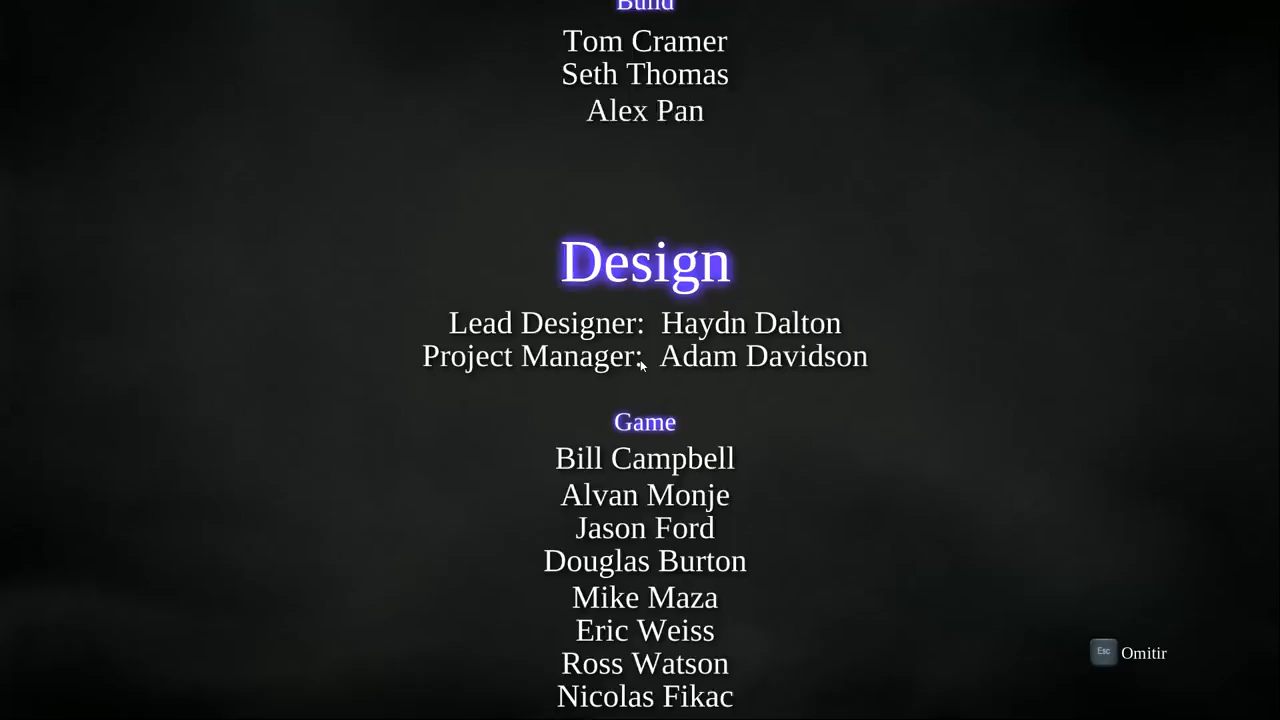 Build
Tom Cramer
Seth Thomas
Alex Pan
Design
Lead Designer: Haydn Dalton
Project Manager: Adam Davidson
Game
Bill Campbell
Alvan Monje
Jason Ford
Douglas Burton
Mike Maza
Eric Weiss
Ross Watson
Nicolas Fikac
Esc Omitir